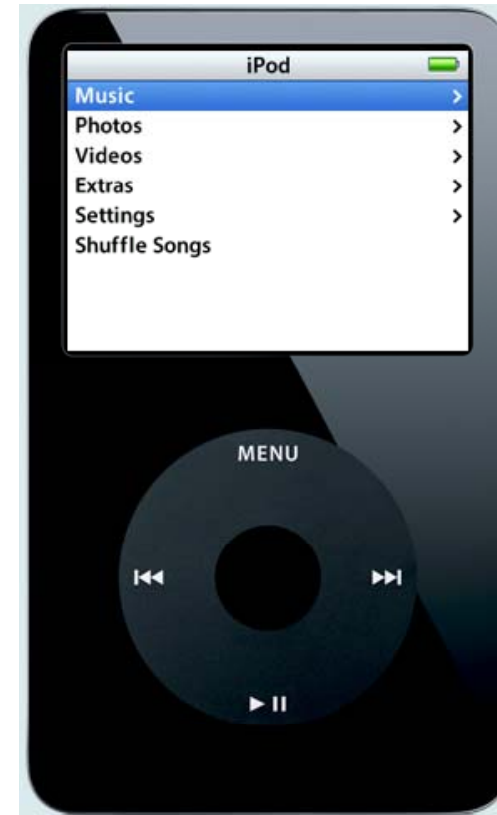 iPod
Music
Photos
Videos
Extras
Settings
Shuffle Songs
MENU